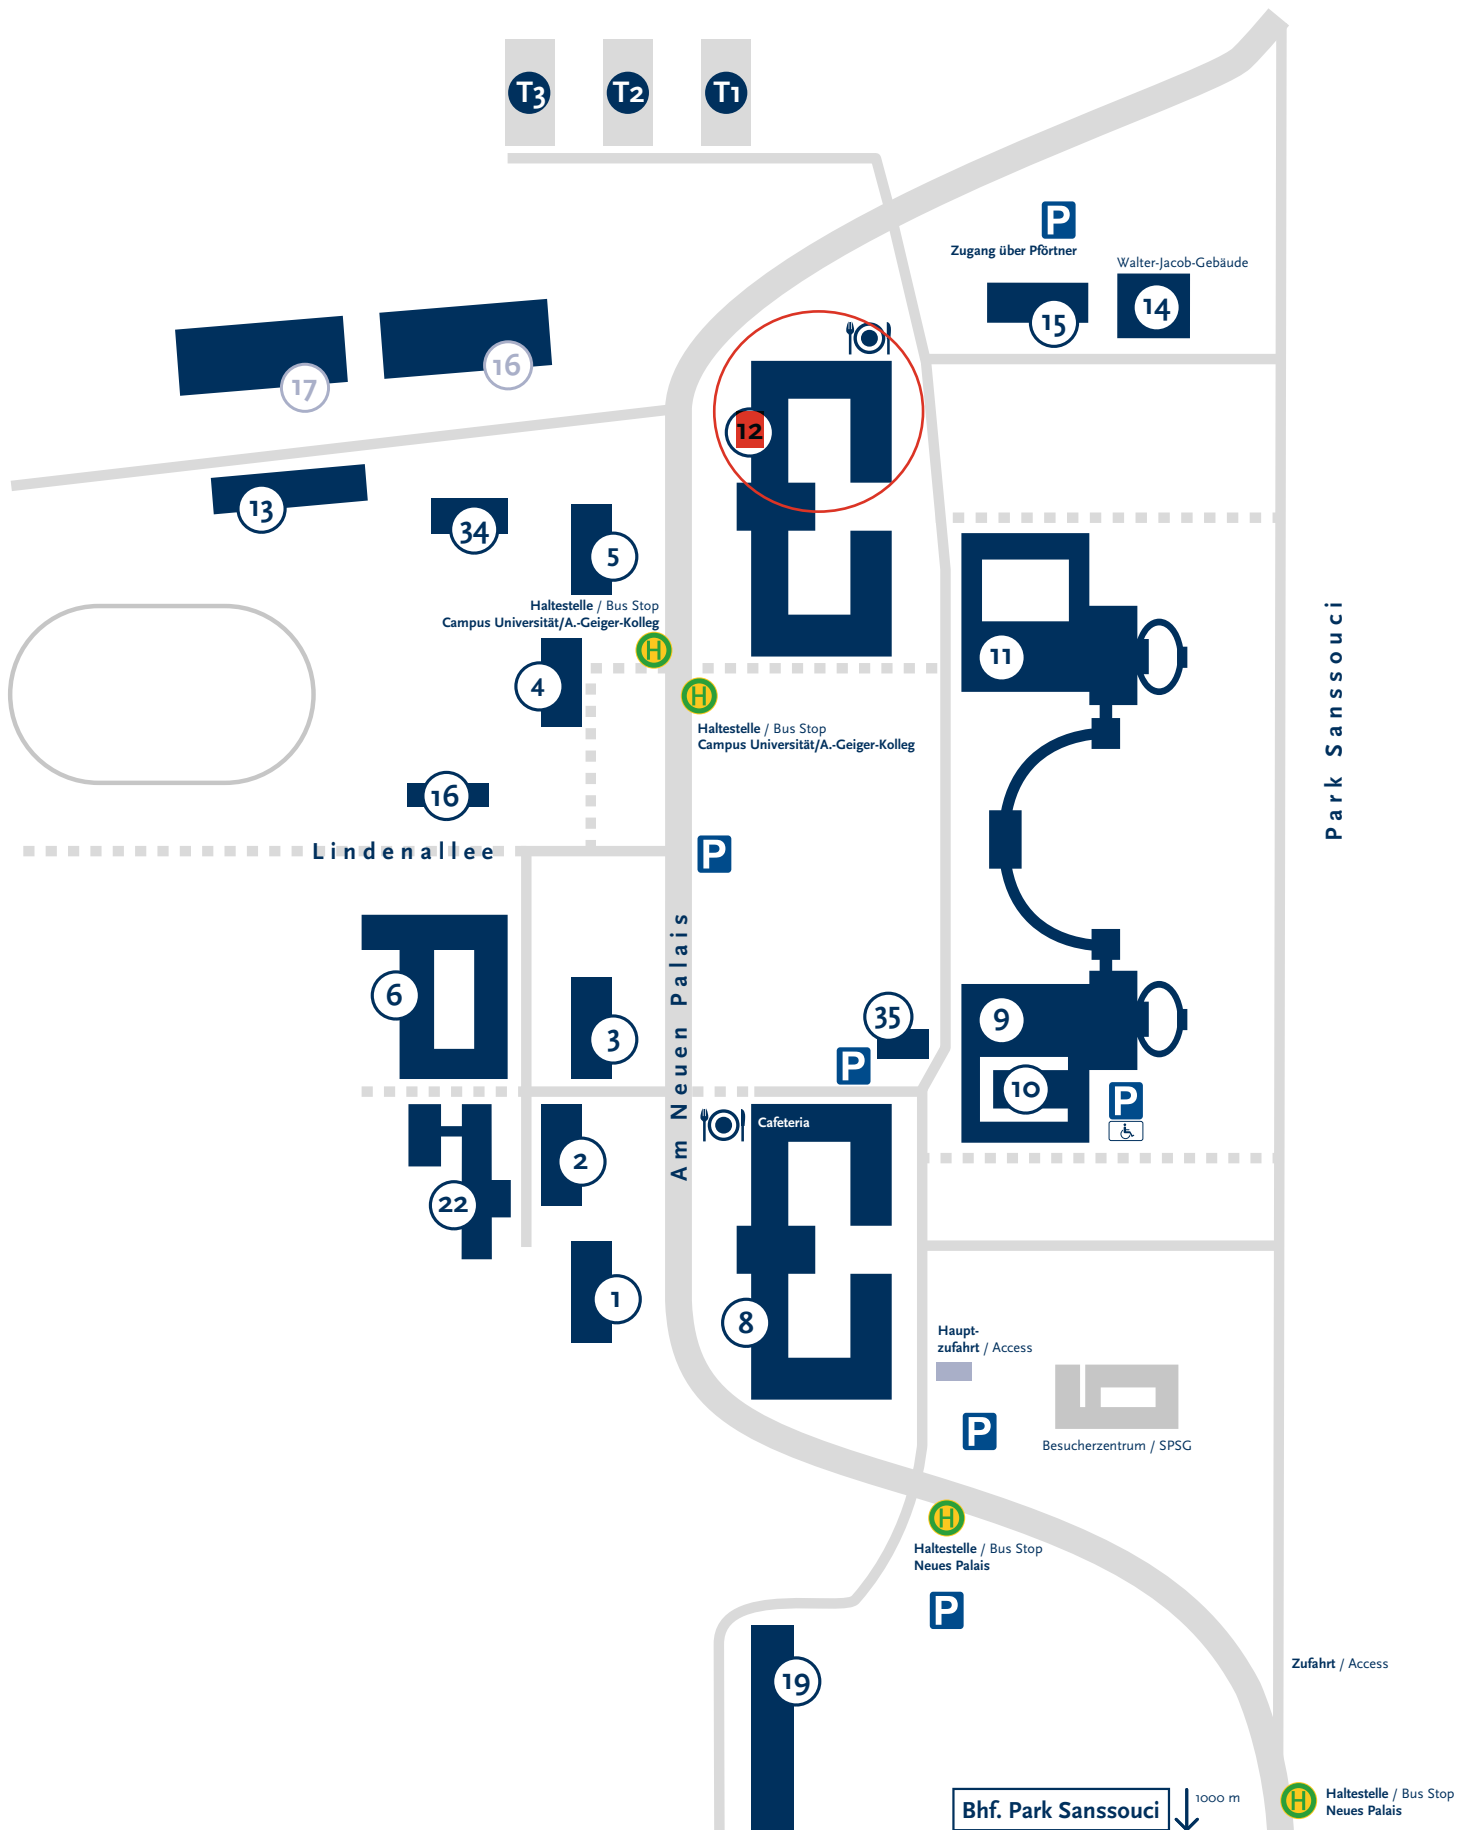 T3
T2
T1
P
Zugang über Pförtner
Walter-Jacob-Gebäude
15
14
17
16
12
13
34
5
Haltestelle / Bus Stop
Campus Universität/A.-Geiger-Kolleg
H
4
H
Haltestelle / Bus Stop
Campus Universität/A.-Geiger-Kolleg
11
Park Sanssouci
16
Lindenallee
P
Am Neuen Palais
6
3
35
P
9
10
P
Cafeteria
2
22
1
8
Haupt-
zufahrt / Access
P
Besucherzentrum / SPSG
H
Haltestelle / Bus Stop
Neues Palais
P
19
Zufahrt / Access
Bhf. Park Sanssouci
1000 m
H
Haltestelle / Bus Stop
Neues Palais